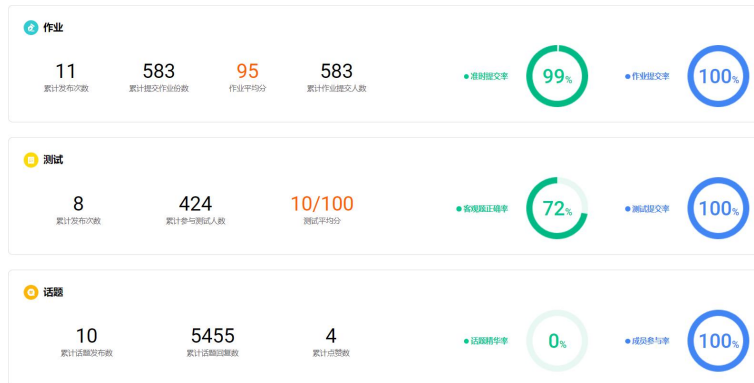 作业
11 583 95 583 准时提交率 99% 作业提交率 100%
累计发布次数 累计提交作业份数 作业平均分 累计作业提交人数
测试
8 424 10/100 客观题正确率 72% 测试提交率 100%
累计发布次数 累计参与测试人数 测试平均分
话题
10 5455 4 话题精华率 0% 成员参与率 100%
累计话题发布数 累计话题回复数 累计点赞数